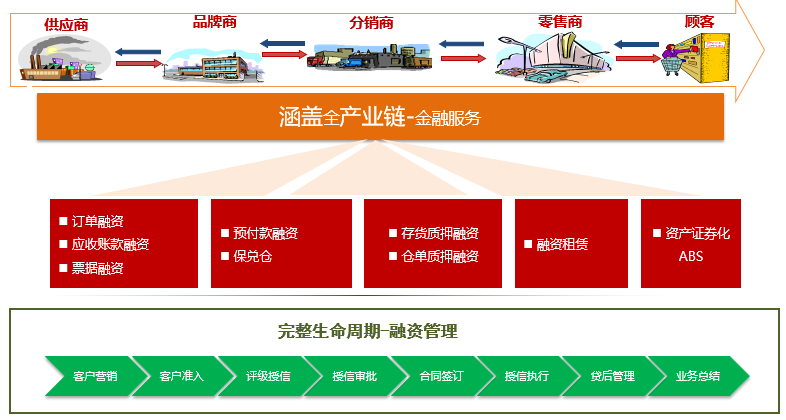 供应商
品牌商
分销商
零售商
顾客
涵盖全产业链-金融服务
■ 订单融资
■ 应收账款融资
■ 票据融资
■ 预付款融资
■ 保兑仓
■ 存货质押融资
■ 仓单质押融资
■ 融资租赁
■ 资产证券化
ABS
完整生命周期-融资管理
客户营销
客户准入
评级授信
授信审批
合同签订
授信执行
贷后管理
业务总结